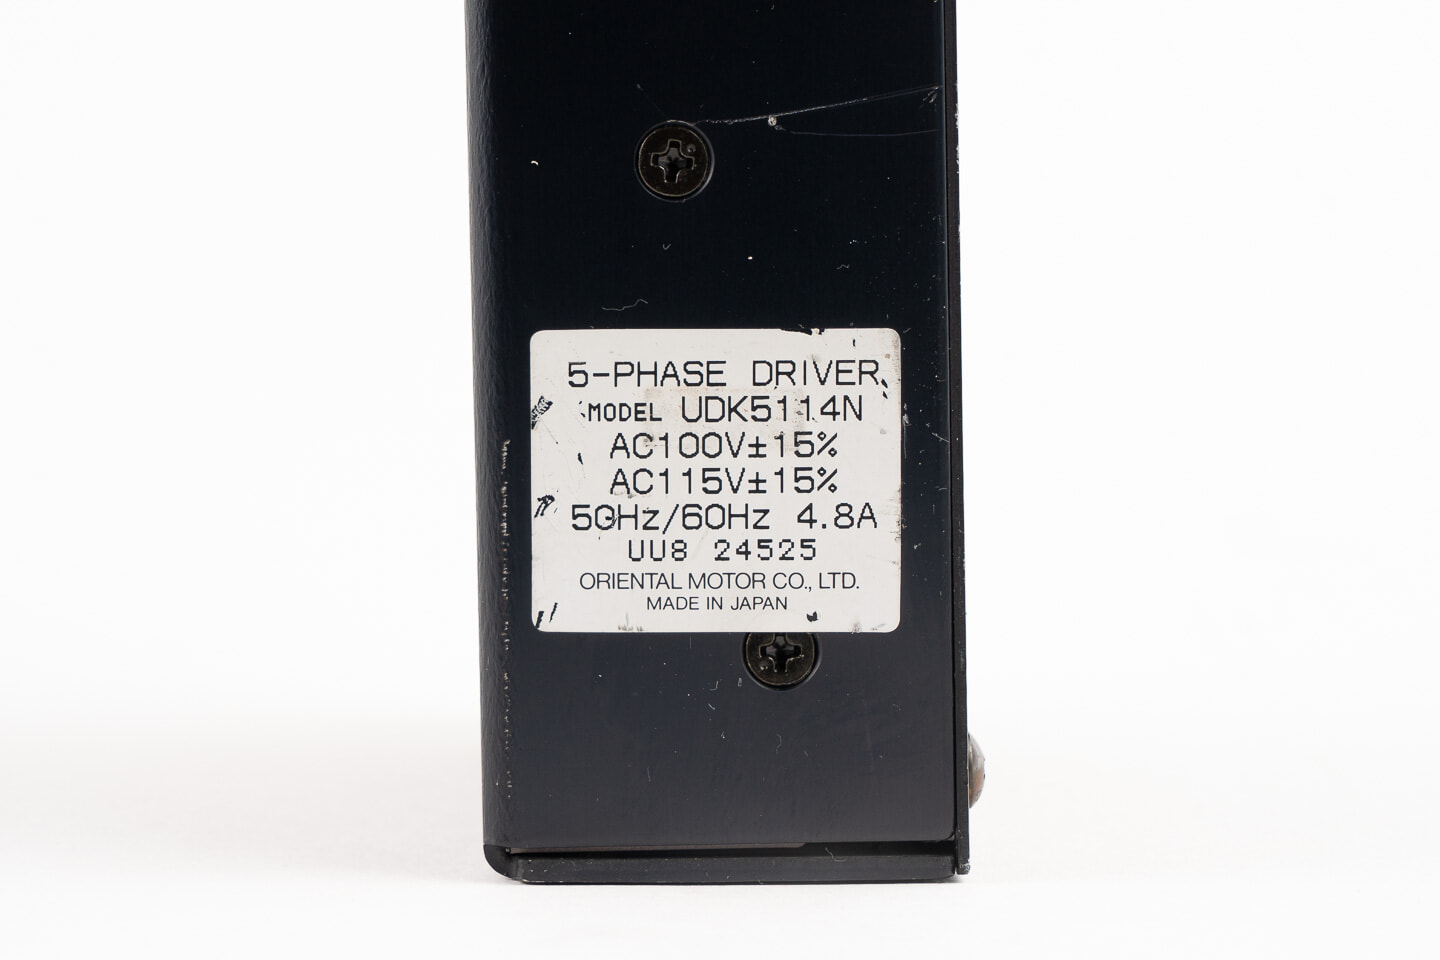 5-PHASE DRIVER
MODEL UDK5114N
AC100V±15%
AC115V±15%
50Hz/60Hz 4.8A
UU8 24525
ORIENTAL MOTOR CO., LTD.
MADE IN JAPAN